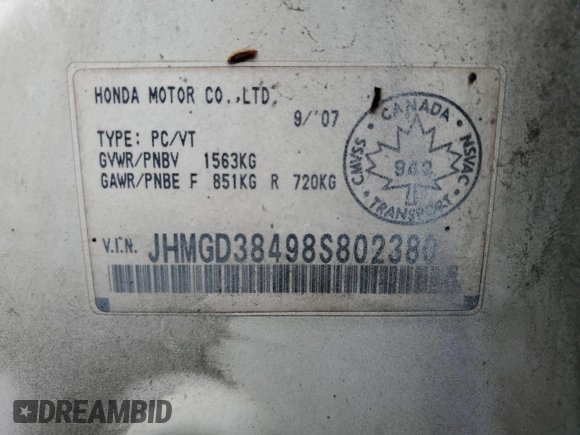 HONDA MOTOR CO.,LTD.
9/'07
TYPE: PC/VT
GVWR/PNBV 1563KG
GAWR/PNBE F 851KG R 720KG
CANADA
CMVSS
NSVAC
943
TRANSPORT
V.I.N. JHMGD38498S802380
DREAMBID